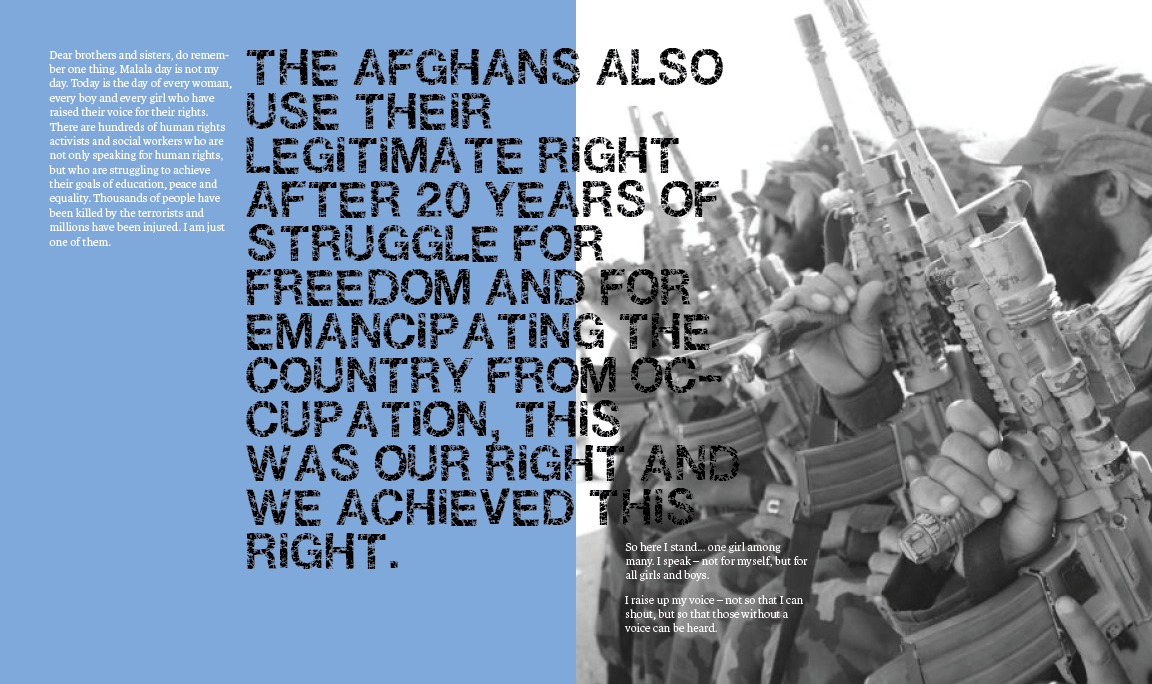 Dear brothers and sisters, do remem-
ber one thing. Malala day is not my
day. Today is the day of every woman,
every boy and every girl who have
raised their voice for their rights.
There are hundreds of human rights
activists and social workers who are
not only speaking for human rights,
but who are struggling to achieve
their goals of education, peace and
equality. Thousands of people have
been killed by the terrorists and
millions have been injured. I am just
one of them.
THE AFGHANS ALSO
USE THEIR
LEGITIMATE RIGHT
AFTER 20 YEARS OF
STRUGGLE FOR
FREEDOM AND FOR
EMANCIPATING THE
COUNTRY FROM OC-
CUPATION, THIS
WAS OUR RIGHT AND
WE ACHIEVED THIS
RIGHT.
So here I stand... one girl among
many. I speak – not for myself, but for
all girls and boys.
I raise up my voice – not so that I can
shout, but so that those without a
voice can be heard.